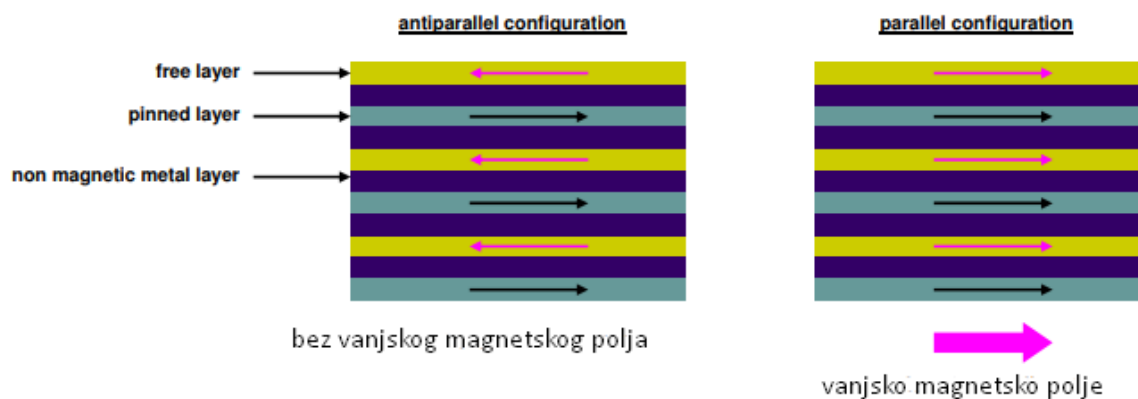 antiparallel configuration
parallel configuration
free layer
pinned layer
non magnetic metal layer
bez vanjskog magnetskog polja
vanjsko magnetsko polje